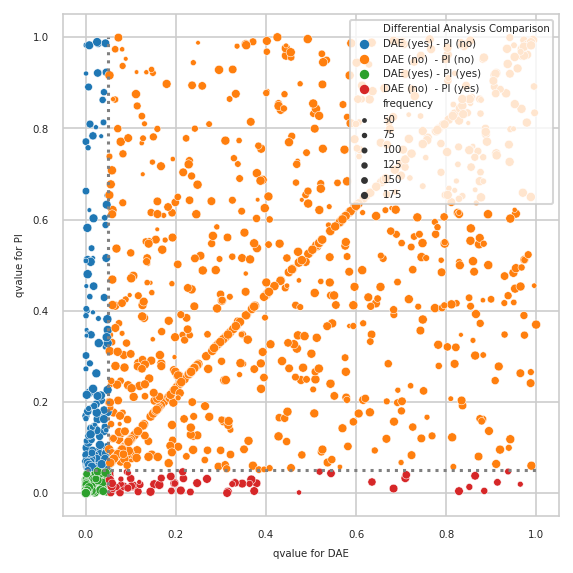 Differential Analysis Comparison
DAE (yes) - PI (no)
DAE (no)  - PI (no)
DAE (yes) - PI (yes)
DAE (no)  - PI (yes)
frequency
50
75
100
125
150
175
1.0
0.8
0.6
0.4
0.2
0.0
qvalue for PI
0.0 0.2 0.4 0.6 0.8 1.0
qvalue for DAE